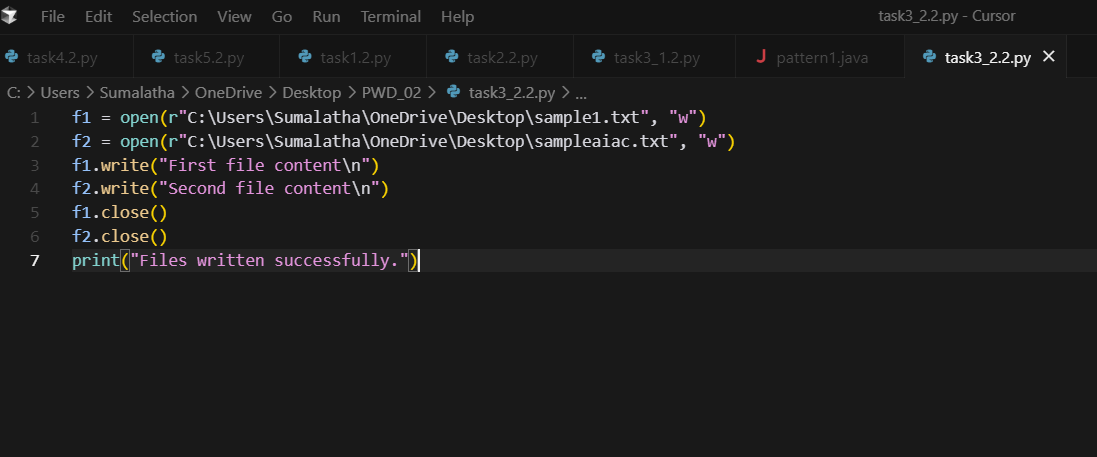 File Edit Selection View Go Run Terminal Help task3_2.2.py - Cursor
task4.2.py task5.2.py task1.2.py task2.2.py task3_1.2.py J pattern1.java task3_2.2.py
C: > Users > Sumalatha > OneDrive > Desktop > PWD_02 > task3_2.2.py > ...
1 f1 = open(r"C:\Users\Sumalatha\OneDrive\Desktop\sample1.txt", "w")
2 f2 = open(r"C:\Users\Sumalatha\OneDrive\Desktop\sampleaiac.txt", "w")
3 f1.write("First file content\n")
4 f2.write("Second file content\n")
5 f1.close()
6 f2.close()
7 print("Files written successfully.")